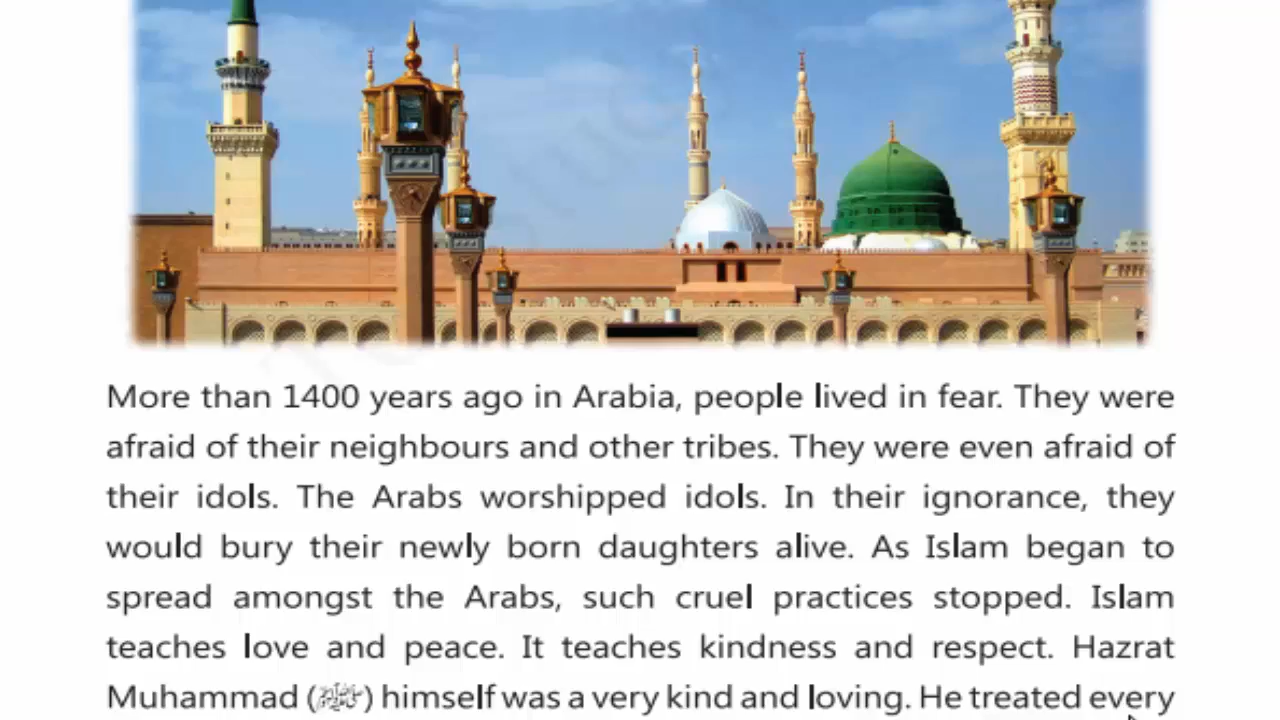 More than 1400 years ago in Arabia, people lived in fear. They were
afraid of their neighbours and other tribes. They were even afraid of
their idols. The Arabs worshipped idols. In their ignorance, they
would bury their newly born daughters alive. As Islam began to
spread amongst the Arabs, such cruel practices stopped. Islam
teaches love and peace. It teaches kindness and respect. Hazrat
Muhammad (ﷺ) himself was a very kind and loving. He treated every